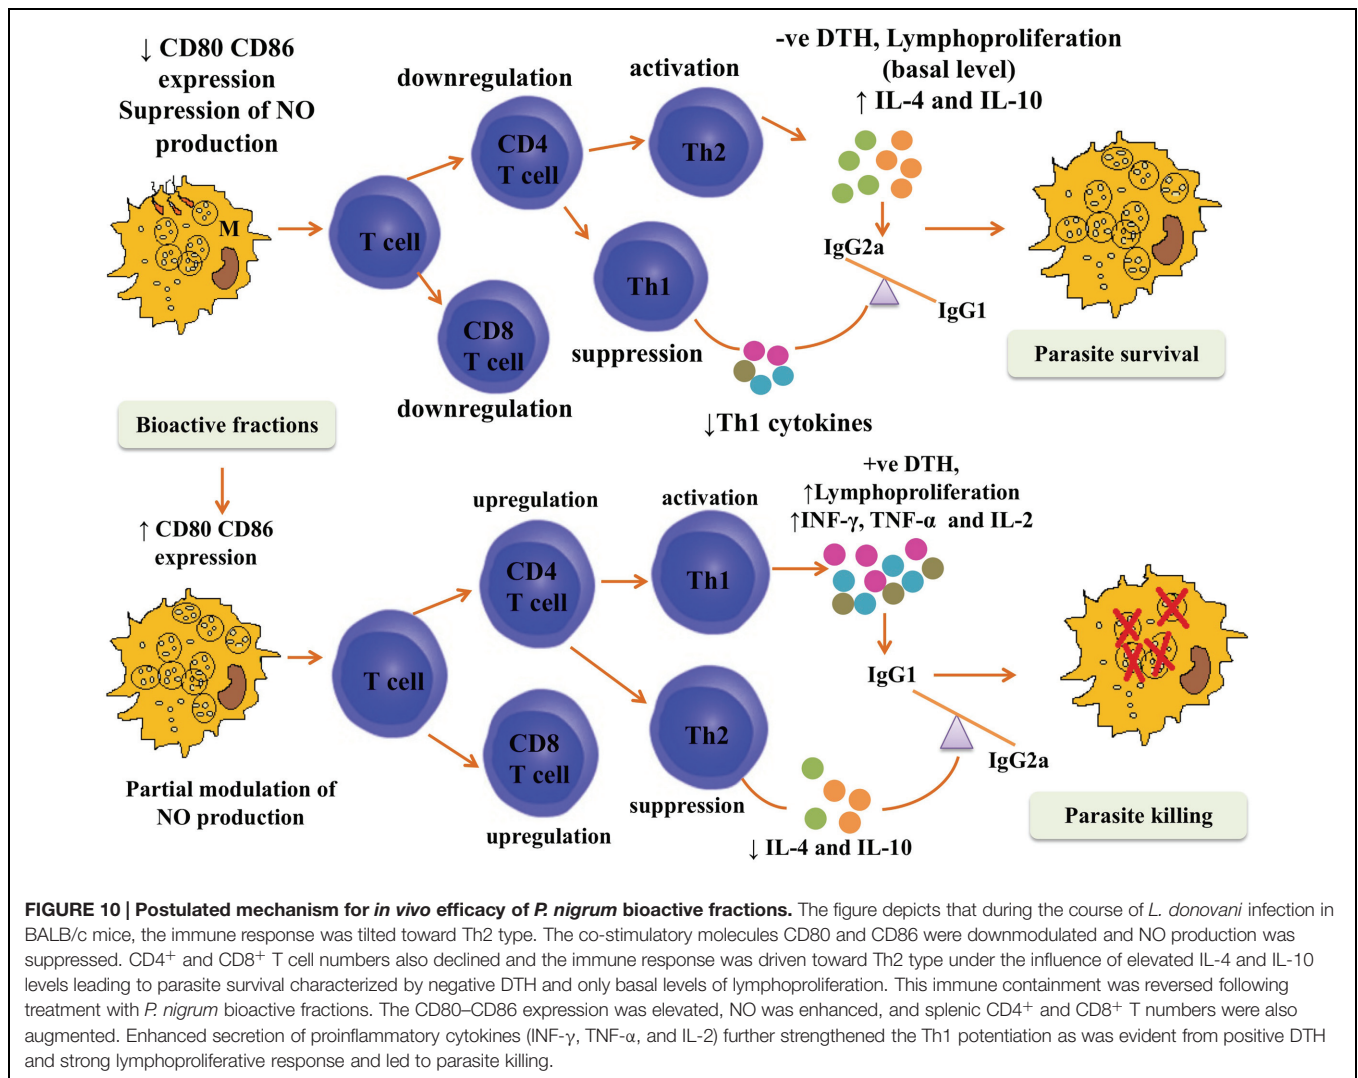 ↓ CD80 CD86
expression
Supression of NO
production
downregulation
activation
-ve DTH, Lymphoproliferation
(basal level)
↑ IL-4 and IL-10
M
T cell
CD4
T cell
Th2
Th1
suppression
CD8
T cell
downregulation
IgG2a
IgG1
↓Th1 cytokines
Parasite survival
Bioactive fractions
↑ CD80 CD86
expression
Partial modulation of
NO production
upregulation
activation
+ve DTH,
↑Lymphoproliferation
↑INF-γ, TNF-α and IL-2
T cell
CD4
T cell
Th1
Th2
suppression
CD8
T cell
upregulation
IgG1
IgG2a
↓ IL-4 and IL-10
Parasite killing
FIGURE 10 | Postulated mechanism for in vivo efficacy of P. nigrum bioactive fractions. The figure depicts that during the course of L. donovani infection in
BALB/c mice, the immune response was tilted toward Th2 type. The co-stimulatory molecules CD80 and CD86 were downmodulated and NO production was
suppressed. CD4+ and CD8+ T cell numbers also declined and the immune response was driven toward Th2 type under the influence of elevated IL-4 and IL-10
levels leading to parasite survival characterized by negative DTH and only basal levels of lymphoproliferation. This immune containment was reversed following
treatment with P. nigrum bioactive fractions. The CD80–CD86 expression was elevated, NO was enhanced, and splenic CD4+ and CD8+ T numbers were also
augmented. Enhanced secretion of proinflammatory cytokines (INF-γ, TNF-α, and IL-2) further strengthened the Th1 potentiation as was evident from positive DTH
and strong lymphoproliferative response and led to parasite killing.